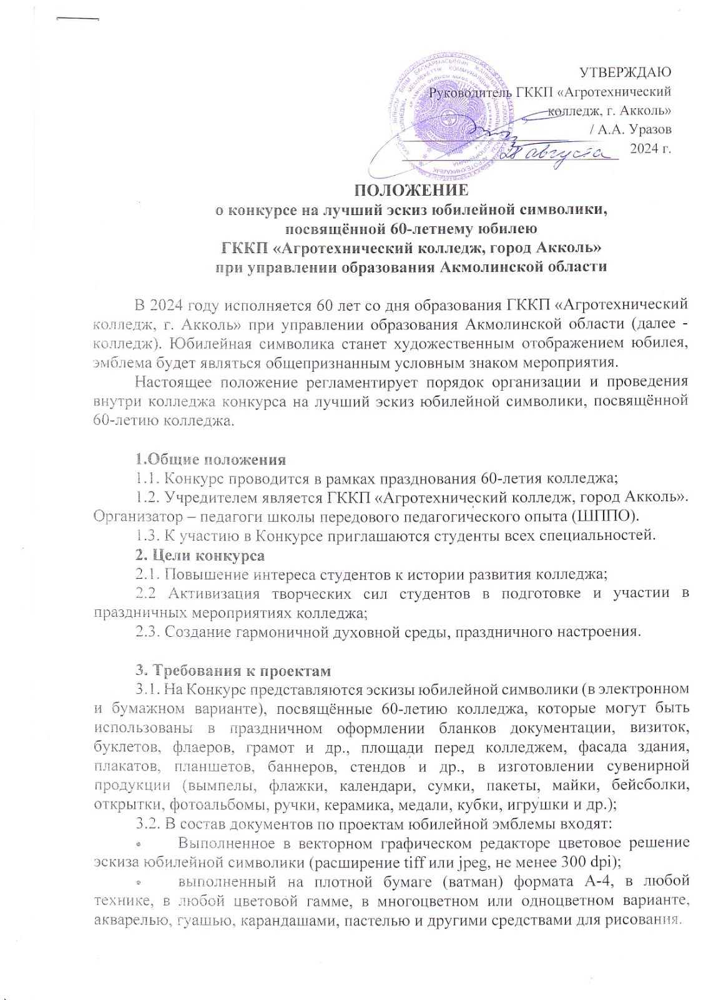 УТВЕРЖДАЮ
Руководитель ГККП «Агротехнический
колледж, г. Акколь»
/ А.А. Уразов
28 августа 2024 г.
ПОЛОЖЕНИЕ
о конкурсе на лучший эскиз юбилейной символики,
посвящённой 60-летнему юбилею
ГККП «Агротехнический колледж, город Акколь»
при управлении образования Акмолинской области
В 2024 году исполняется 60 лет со дня образования ГККП «Агротехнический
колледж, г. Акколь» при управлении образования Акмолинской области (далее -
колледж). Юбилейная символика станет художественным отображением юбилея,
эмблема будет являться общепризнанным условным знаком мероприятия.
Настоящее положение регламентирует порядок организации и проведения
внутри колледжа конкурса на лучший эскиз юбилейной символики, посвящённой
60-летию колледжа.
1.Общие положения
1.1. Конкурс проводится в рамках празднования 60-летия колледжа;
1.2. Учредителем является ГККП «Агротехнический колледж, город Акколь».
Организатор – педагоги школы передового педагогического опыта (ШППО).
1.3. К участию в Конкурсе приглашаются студенты всех специальностей.
2. Цели конкурса
2.1. Повышение интереса студентов к истории развития колледжа;
2.2 Активизация творческих сил студентов в подготовке и участии в
праздничных мероприятиях колледжа;
2.3. Создание гармоничной духовной среды, праздничного настроения.
3. Требования к проектам
3.1. На Конкурс представляются эскизы юбилейной символики (в электронном
и бумажном варианте), посвящённые 60-летию колледжа, которые могут быть
использованы в праздничном оформлении бланков документации, визиток,
буклетов, флаеров, грамот и др., площади перед колледжем, фасада здания,
плакатов, планшетов, баннеров, стендов и др., в изготовлении сувенирной
продукции (вымпелы, флажки, календари, сумки, пакеты, майки, бейсболки,
открытки, фотоальбомы, ручки, керамика, медали, кубки, игрушки и др.);
3.2. В состав документов по проектам юбилейной эмблемы входят:
• Выполненное в векторном графическом редакторе цветовое решение
эскиза юбилейной символики (расширение tiff или jpeg, не менее 300 dpi);
• выполненный на плотной бумаге (ватман) формата А-4, в любой
технике, в любой цветовой гамме, в многоцветном или одноцветном варианте,
акварелью, гуашью, карандашами, пастелью и другими средствами для рисования.